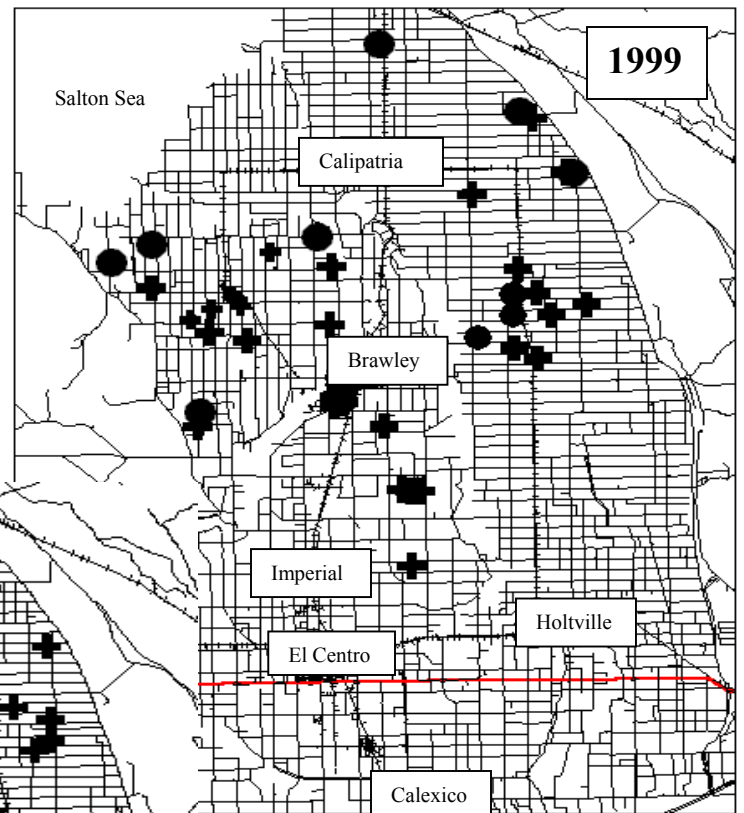 1999
Salton Sea
Calipatria
Brawley
Imperial
Holtville
El Centro
Calexico